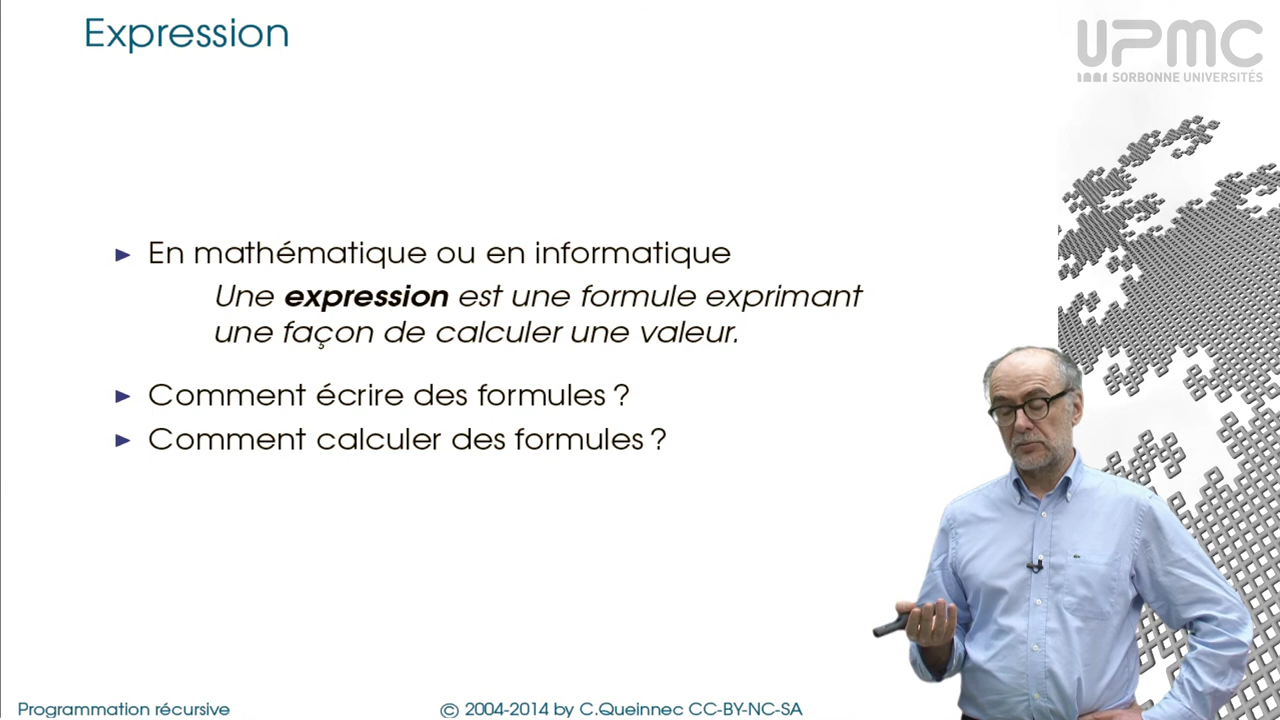 Expression
UPMC
SORBONNE UNIVERSITÉS
► En mathématique ou en informatique
Une expression est une formule exprimant
une façon de calculer une valeur.
► Comment écrire des formules ?
► Comment calculer des formules ?
Programmation récursive
© 2004-2014 by C.Queinnec CC-BY-NC-SA